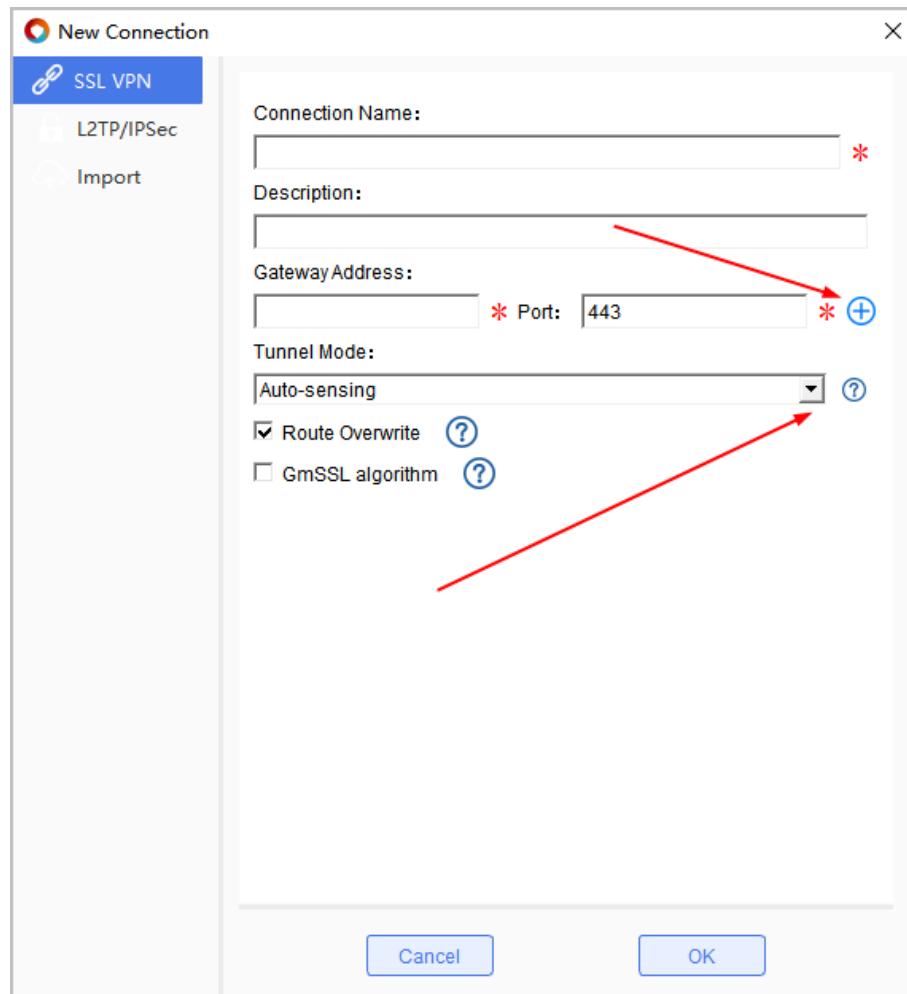 New Connection
SSL VPN
L2TP/IPSec
Import
Connection Name:
*
Description:
Gateway Address:
* Port: 443 *
Tunnel Mode:
Auto-sensing ?
Route Overwrite ?
GmSSL algorithm ?
Cancel OK